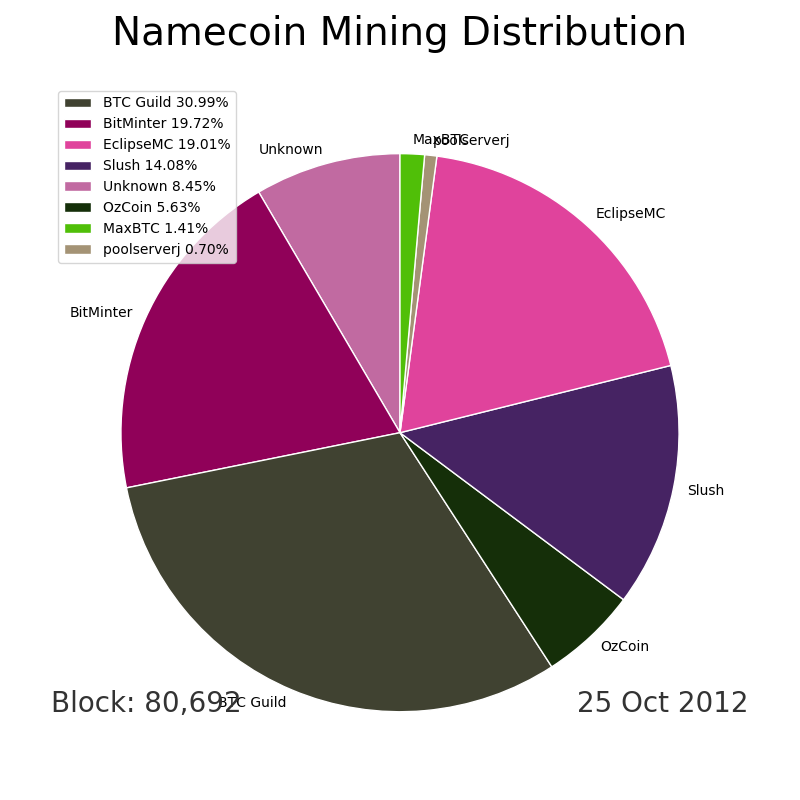 Namecoin Mining Distribution
BTC Guild 30.99%
BitMinter 19.72%
EclipseMC 19.01%
Slush 14.08%
Unknown 8.45%
OzCoin 5.63%
MaxBTC 1.41%
poolserverj 0.70%
MaxBTC
poolserverj
Unknown
EclipseMC
BitMinter
Slush
OzCoin
BTC Guild
Block: 80,692
25 Oct 2012